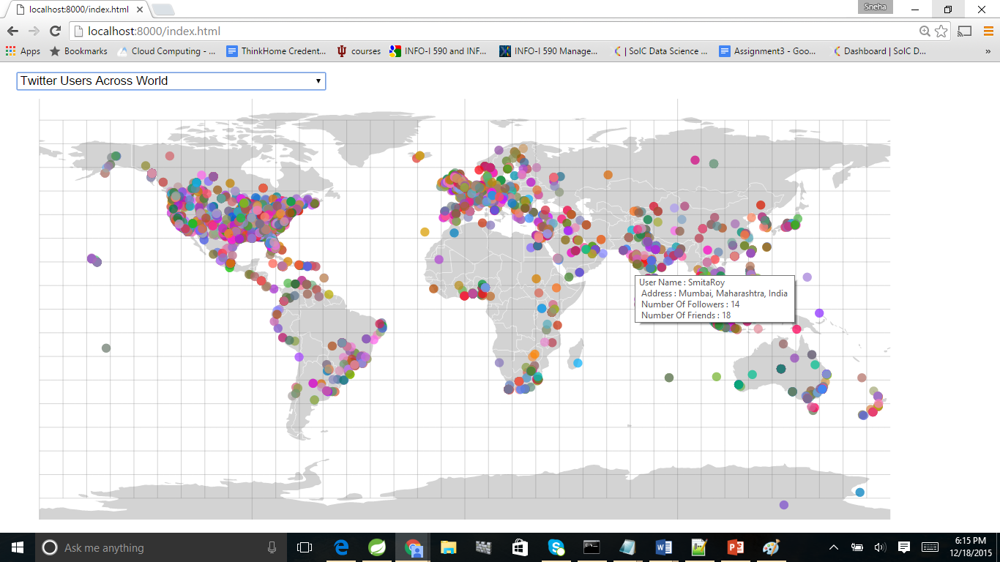 localhost:8000/index.html
Sneha
localhost:8000/index.html
Apps Bookmarks Cloud Computing - ... ThinkHome Credent... courses INFO-I 590 and INF... INFO-I 590 Manage... | SoIC Data Science ... Assignment3 - Goo... Dashboard | SoIC D... »
Twitter Users Across World
User Name : SmitaRoy
Address : Mumbai, Maharashtra, India
Number Of Followers : 14
Number Of Friends : 18
Ask me anything
6:15 PM
12/18/2015